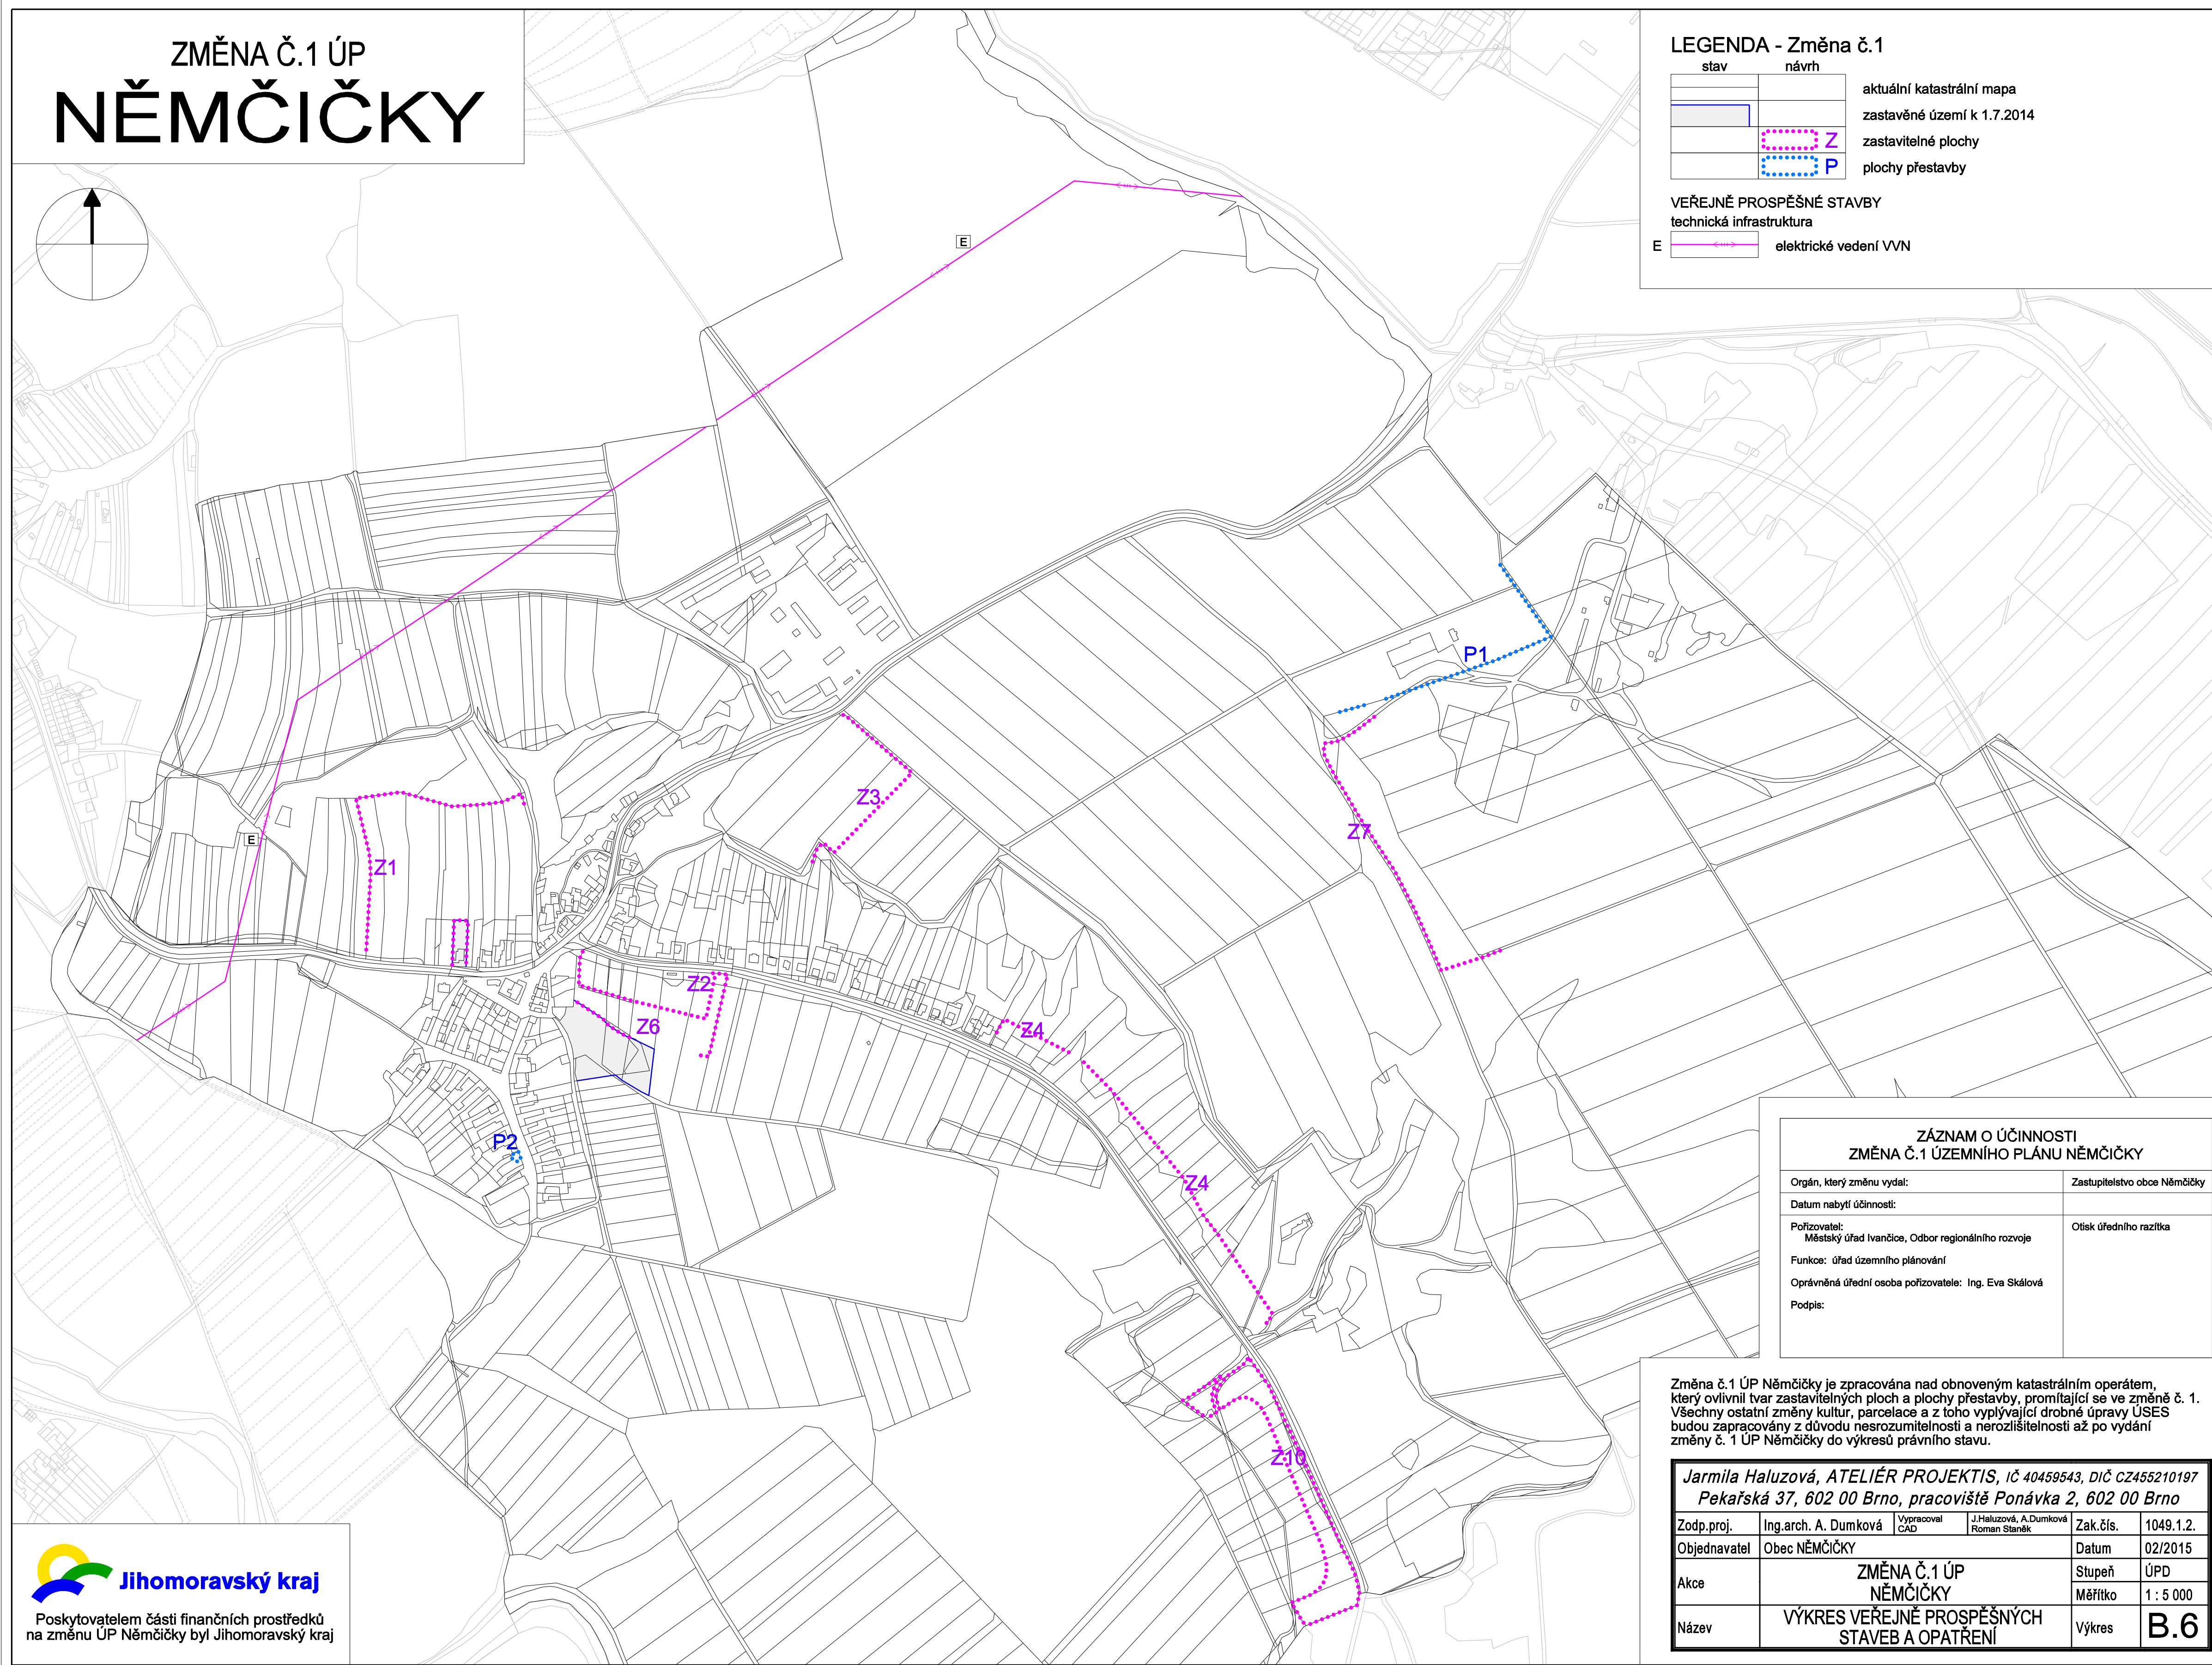 ZMĚNA Č.1 ÚP
NĚMČIČKY
LEGENDA - Změna č.1
stav návrh
aktuální katastrální mapa
zastavěné území k 1.7.2014
Z zastavitelné plochy
P plochy přestavby
VEŘEJNĚ PROSPĚŠNÉ STAVBY
technická infrastruktura
E elektrické vedení VVN
E
P1
Z3
Z7
E
Z1
Z2
Z6
Z4
P2
Z4
Z10
ZÁZNAM O ÚČINNOSTI
ZMĚNA Č.1 ÚZEMNÍHO PLÁNU NĚMČIČKY
Orgán, který změnu vydal: Zastupitelstvo obce Němčičky
Datum nabytí účinnosti:
Pořizovatel: Otisk úředního razítka
Městský úřad Ivančice, Odbor regionálního rozvoje
Funkce: úřad územního plánování
Oprávněná úřední osoba pořizovatele: Ing. Eva Skálová
Podpis:
Změna č.1 ÚP Němčičky je zpracována nad obnoveným katastrálním operátem,
který ovlivnil tvar zastavitelných ploch a plochy přestavby, promítající se ve změně č. 1.
Všechny ostatní změny kultur, parcelace a z toho vyplývající drobné úpravy ÚSES
budou zapracovány z důvodu nesrozumitelnosti a nerozlišitelnosti až po vydání
změny č. 1 ÚP Němčičky do výkresů právního stavu.
Jarmila Haluzová, ATELIÉR PROJEKTIS, IČ 40459543, DIČ CZ455210197
Pekařská 37, 602 00 Brno, pracoviště Ponávka 2, 602 00 Brno
Zodp.proj. Ing.arch. A. Dumková Vypracoval CAD J.Haluzová, A.Dumková Roman Staněk Zak.čís. 1049.1.2.
Objednavatel Obec NĚMČIČKY Datum 02/2015
Akce ZMĚNA Č.1 ÚP NĚMČIČKY Stupeň ÚPD
Měřítko 1 : 5 000
Název VÝKRES VEŘEJNĚ PROSPĚŠNÝCH STAVEB A OPATŘENÍ Výkres B.6
Jihomoravský kraj
Poskytovatelem části finančních prostředků
na změnu ÚP Němčičky byl Jihomoravský kraj